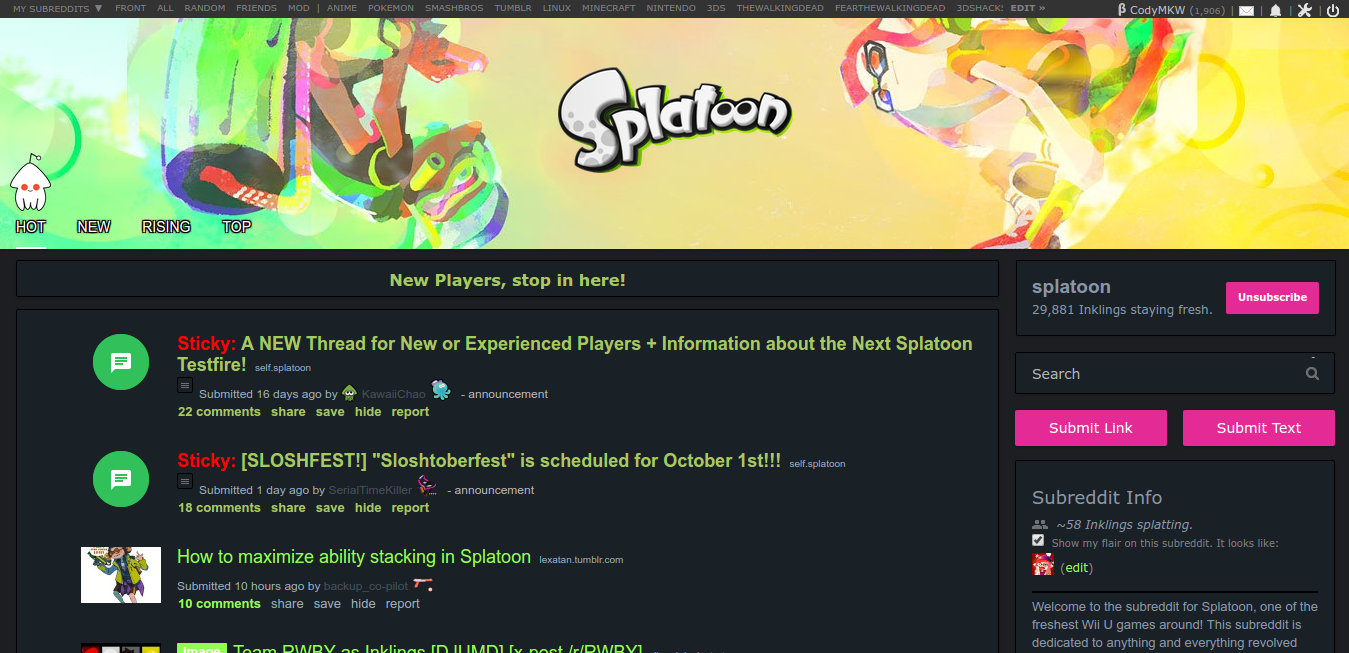 MY SUBREDDITS ▼ FRONT ALL RANDOM FRIENDS MOD | ANIME POKEMON SMASHBROS TUMBLR LINUX MINECRAFT NINTENDO 3DS THEWALKINGDEAD FEARTHEWALKINGDEAD 3DSHACKS EDIT »
β CodyMKW (1,906) | | | |
Splatoon
HOT NEW RISING TOP
New Players, stop in here!
Sticky: A NEW Thread for New or Experienced Players + Information about the Next Splatoon
Testfire! self.splatoon
Submitted 16 days ago by KawaiiChao - announcement
22 comments share save hide report
Sticky: [SLOSHFEST!] "Sloshtoberfest" is scheduled for October 1st!!! self.splatoon
Submitted 1 day ago by SerialTimeKiller - announcement
18 comments share save hide report
How to maximize ability stacking in Splatoon lexatan.tumblr.com
Submitted 10 hours ago by backup_co-pilot
10 comments share save hide report
Image Team RWBY as Inklings [DJUMD] [x-post /r/RWBY]
splatoon
29,881 Inklings staying fresh.
Unsubscribe
Search
Submit Link Submit Text
Subreddit Info
~58 Inklings splatting.
Show my flair on this subreddit. It looks like:
(edit)
Welcome to the subreddit for Splatoon, one of the
freshest Wii U games around! This subreddit is
dedicated to anything and everything revolved